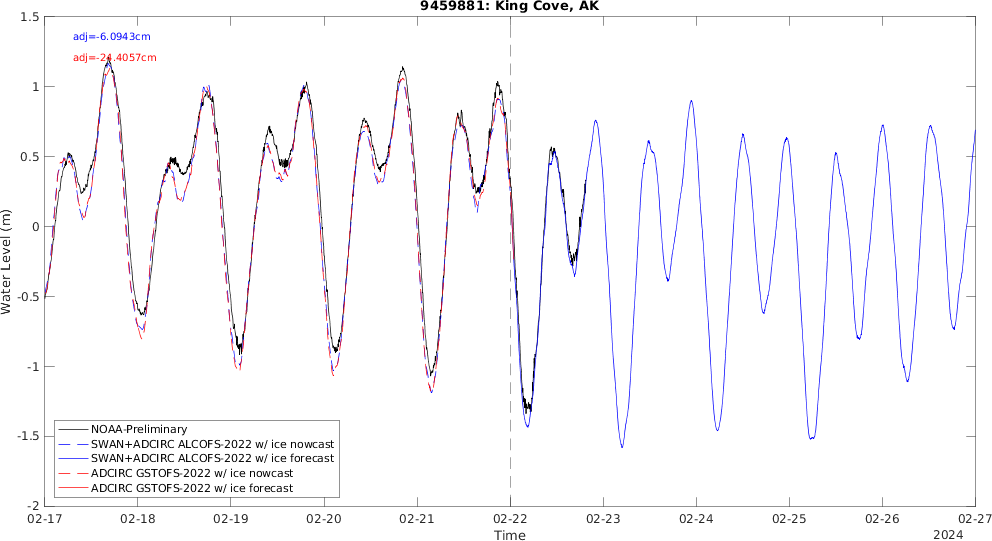 9459881: King Cove, AK
adj=-6.0943cm
adj=-24.4057cm
Water Level (m)
1.5
1
0.5
0
-0.5
-1
-1.5
-2
NOAA-Preliminary
SWAN+ADCIRC ALCOFS-2022 w/ ice nowcast
SWAN+ADCIRC ALCOFS-2022 w/ ice forecast
ADCIRC GSTOFS-2022 w/ ice nowcast
ADCIRC GSTOFS-2022 w/ ice forecast
02-17 02-18 02-19 02-20 02-21 02-22 02-23 02-24 02-25 02-26 02-27
Time
2024